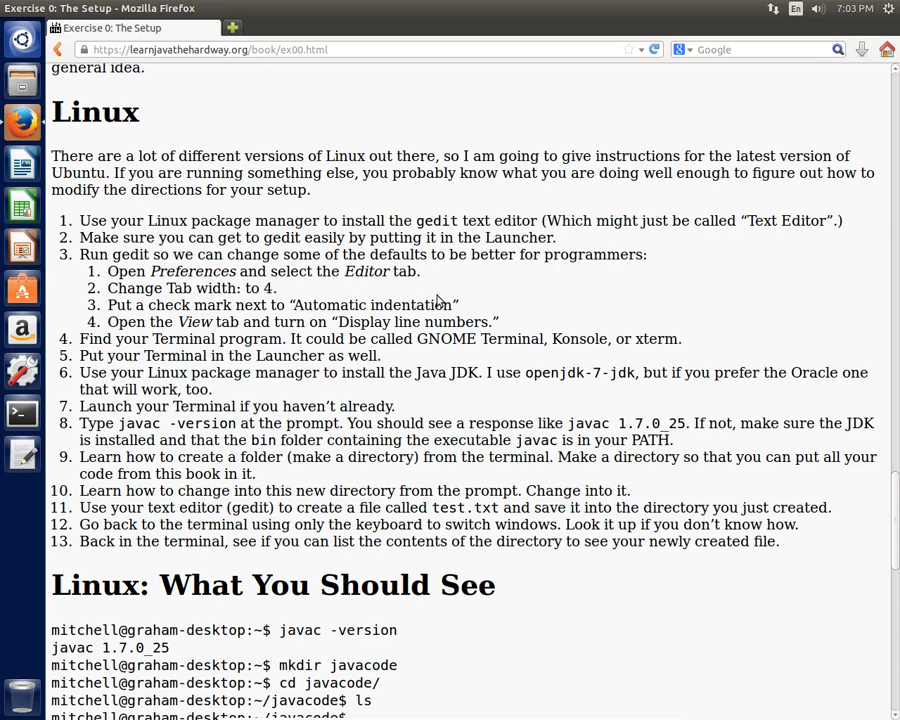 Exercise 0: The Setup - Mozilla Firefox
En
7:03 PM
Exercise 0: The Setup
https://learnjavathehardway.org/book/ex00.html
Google
general idea.
Linux
There are a lot of different versions of Linux out there, so I am going to give instructions for the latest version of
Ubuntu. If you are running something else, you probably know what you are doing well enough to figure out how to
modify the directions for your setup.
1. Use your Linux package manager to install the gedit text editor (Which might just be called “Text Editor”.)
2. Make sure you can get to gedit easily by putting it in the Launcher.
3. Run gedit so we can change some of the defaults to be better for programmers:
1. Open Preferences and select the Editor tab.
2. Change Tab width: to 4.
3. Put a check mark next to “Automatic indentation”
4. Open the View tab and turn on “Display line numbers.”
4. Find your Terminal program. It could be called GNOME Terminal, Konsole, or xterm.
5. Put your Terminal in the Launcher as well.
6. Use your Linux package manager to install the Java JDK. I use openjdk-7-jdk, but if you prefer the Oracle one
that will work, too.
7. Launch your Terminal if you haven’t already.
8. Type javac -version at the prompt. You should see a response like javac 1.7.0_25. If not, make sure the JDK
is installed and that the bin folder containing the executable javac is in your PATH.
9. Learn how to create a folder (make a directory) from the terminal. Make a directory so that you can put all your
code from this book in it.
10. Learn how to change into this new directory from the prompt. Change into it.
11. Use your text editor (gedit) to create a file called test.txt and save it into the directory you just created.
12. Go back to the terminal using only the keyboard to switch windows. Look it up if you don’t know how.
13. Back in the terminal, see if you can list the contents of the directory to see your newly created file.
Linux: What You Should See
mitchell@graham-desktop:~$ javac -version
javac 1.7.0_25
mitchell@graham-desktop:~$ mkdir javacode
mitchell@graham-desktop:~$ cd javacode/
mitchell@graham-desktop:~/javacode$ ls
mitchell@graham-desktop:~/javacode$